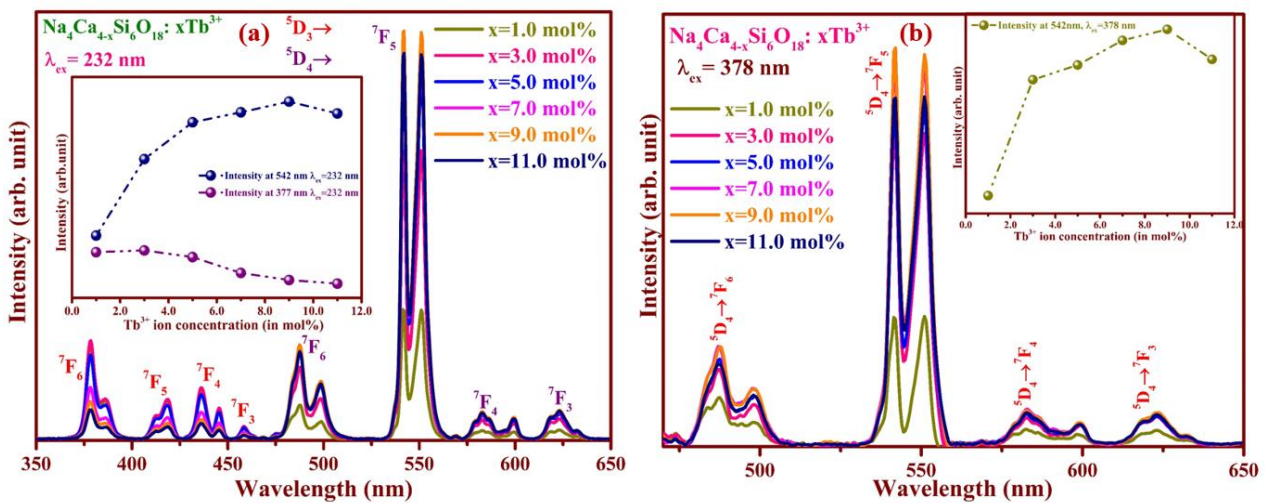 Na₄Ca₄₋ₓSi₆O₁₈: xTb³⁺
(a)
λₑₓ= 232 nm
⁵D₃→
⁵D₄→
⁷F₅
x=1.0 mol%
x=3.0 mol%
x=5.0 mol%
x=7.0 mol%
x=9.0 mol%
x=11.0 mol%
Intensity (arb.unit)
Intensity at 542 nm λₑₓ=232 nm
Intensity at 377 nm λₑₓ=232 nm
0.0 2.0 4.0 6.0 8.0 10.0 12.0
Tb³⁺ ion concentration (in mol%)
⁷F₆
⁷F₅
⁷F₄
⁷F₃
⁷F₆
⁷F₄
⁷F₃
Intensity (arb. unit)
350 400 450 500 550 600 650
Wavelength (nm)
Na₄Ca₄₋ₓSi₆O₁₈: xTb³⁺
(b)
λₑₓ= 378 nm
x=1.0 mol%
x=3.0 mol%
x=5.0 mol%
x=7.0 mol%
x=9.0 mol%
x=11.0 mol%
⁵D₄→⁷F₅
Intensity at 542nm, λₑₓ=378 nm
Intensity (arb. unit)
0.0 2.0 4.0 6.0 8.0 10.0 12.0
Tb³⁺ ion concentration (in mol%)
⁵D₄→⁷F₆
⁵D₄→⁷F₄
⁵D₄→⁷F₃
Intensity (arb. unit)
500 550 600 650
Wavelength (nm)